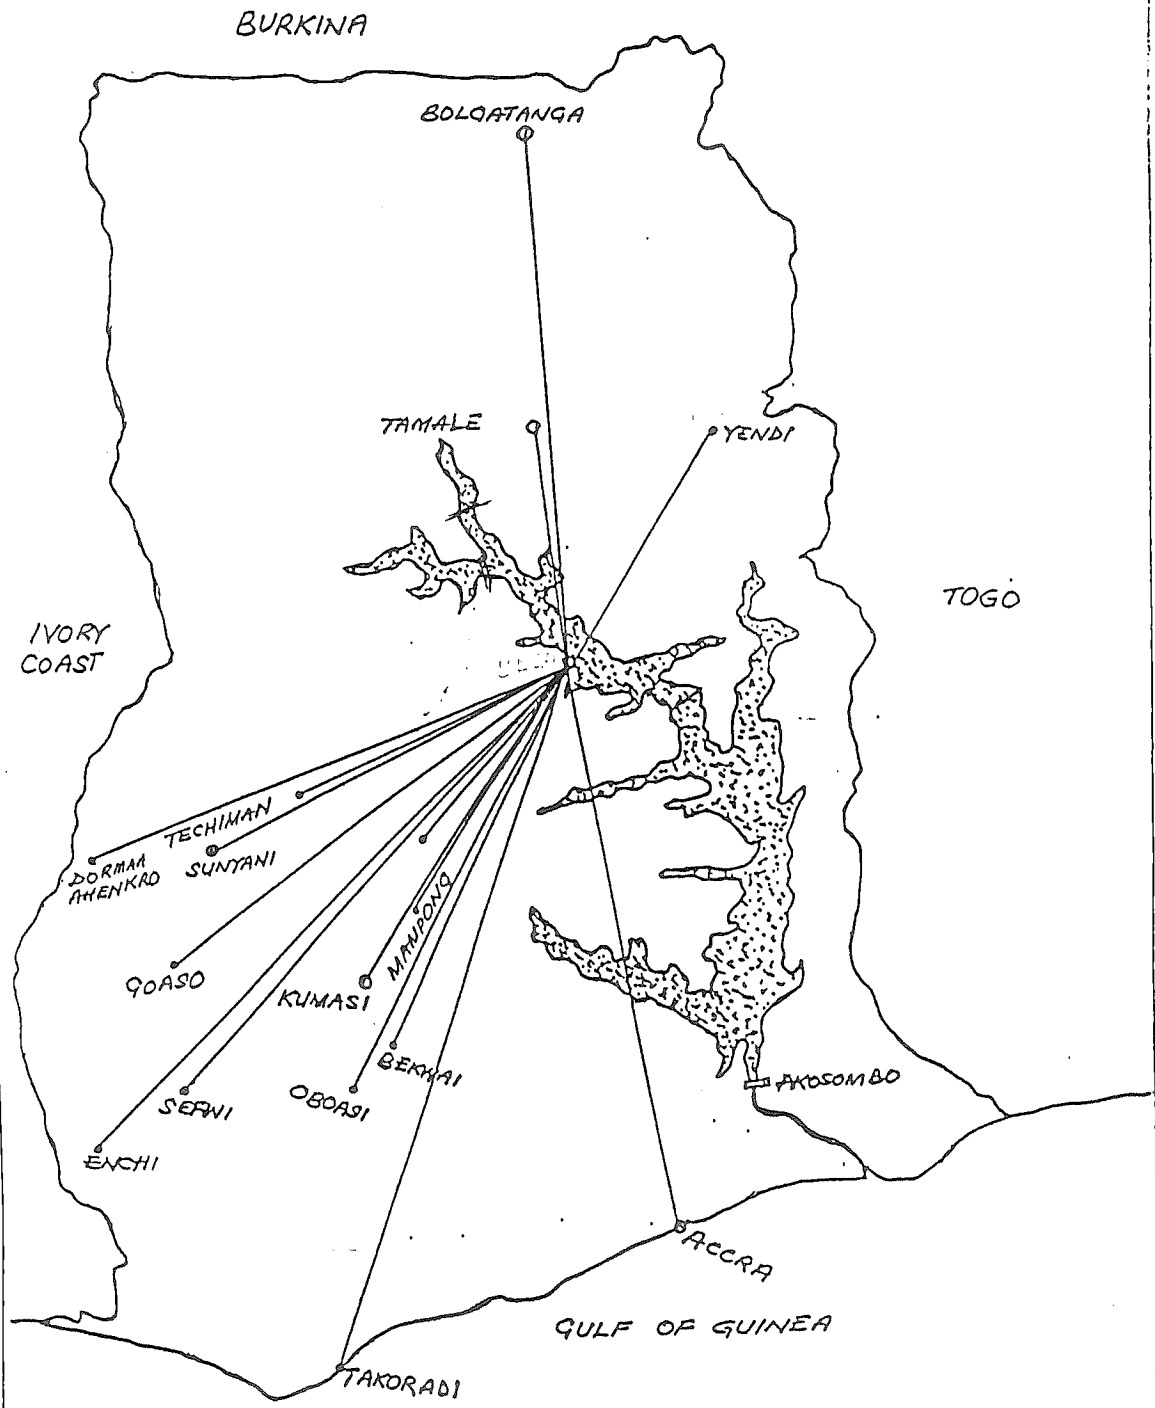 BURKINA
BOLGATANGA
TAMALE
YENDI
TOGO
IVORY
COAST
TECHIMAN
DORMAA
AHENKRO
SUNYANI
GOASO
MANPONG
KUMASI
BEKWAI
OBOASI
AKOSOMBO
SEFWI
ENCHI
ACCRA
GULF OF GUINEA
TAKORADI